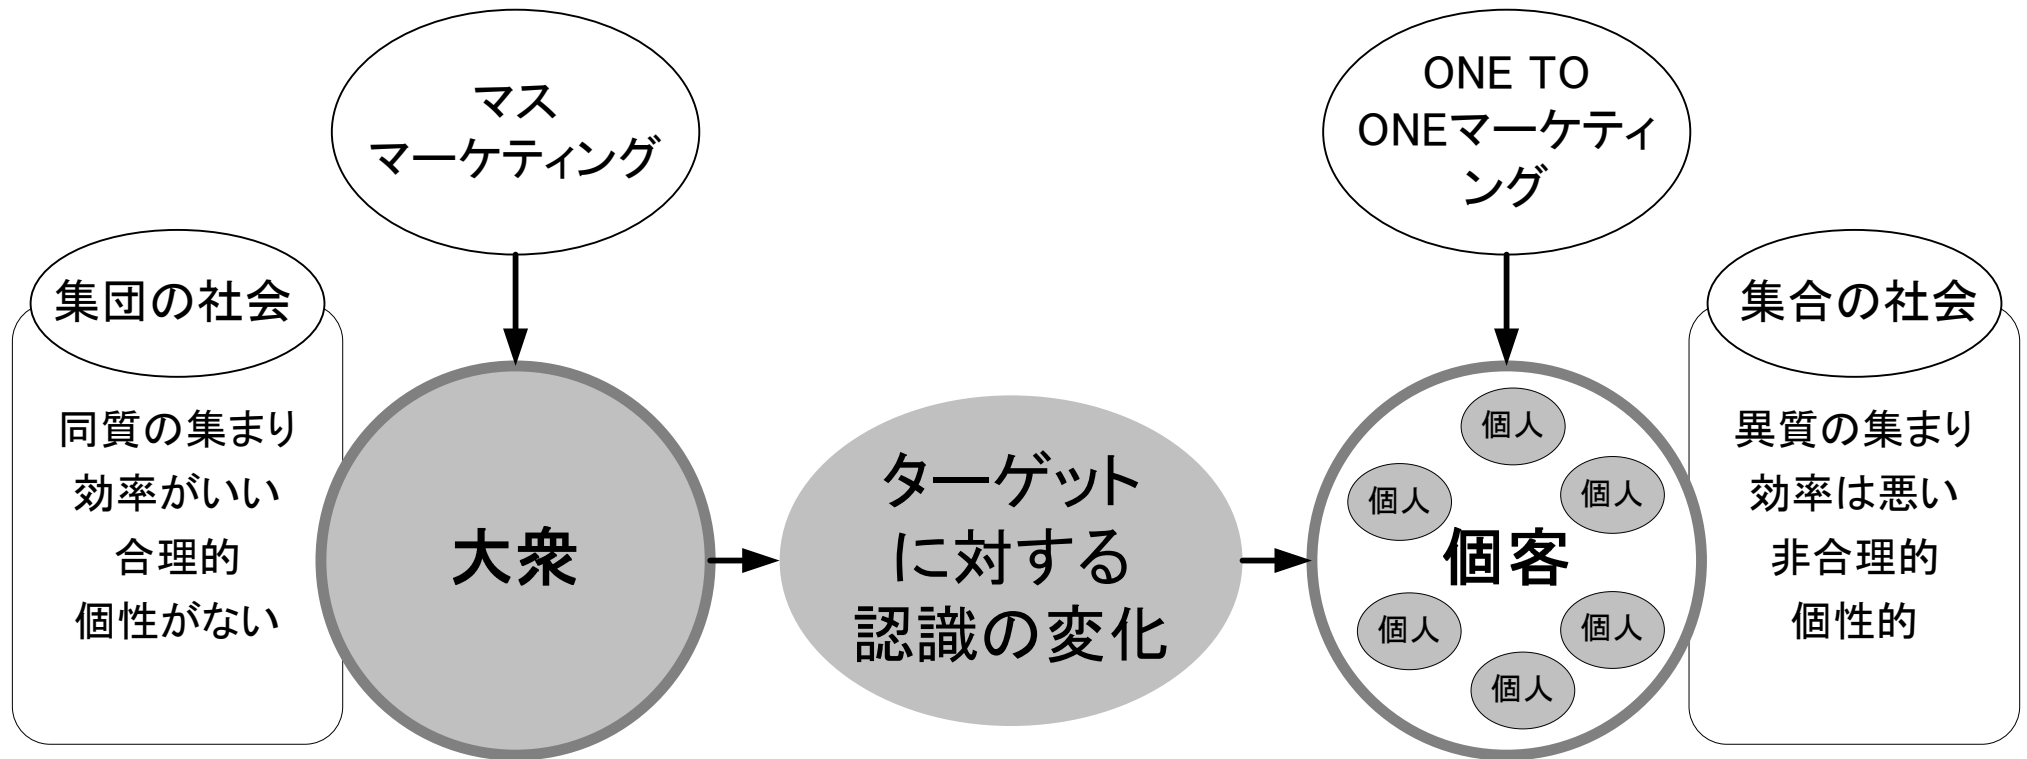 マス
マーケティング
ONE TO
ONEマーケティ
ング
集団の社会
同質の集まり
効率がいい
合理的
個性がない
大衆
ターゲット
に対する
認識の変化
個人
個人
個人
個客
個人
個人
個人
集合の社会
異質の集まり
効率は悪い
非合理的
個性的